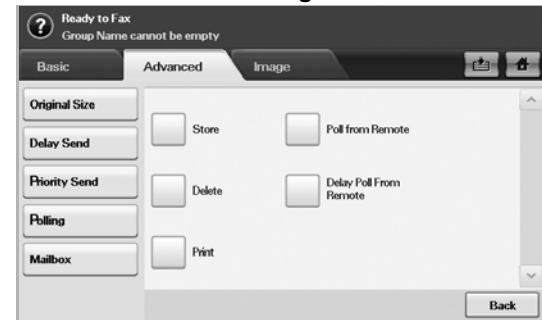 Ready to Fax
Group Name cannot be empty
Basic
Advanced
Image
Original Size
Delay Send
Priority Send
Polling
Mailbox
Store
Poll from Remote
Delete
Delay Poll From
Remote
Print
Back